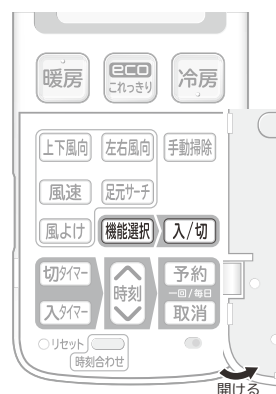 暖房
eco
これっきり
冷房
上下風向
左右風向
手動掃除
風速
足元サーチ
風よけ
機能選択
入/切
切タイマー
時刻
予約
一回/毎日
入タイマー
取消
リセット
時刻合わせ
開ける